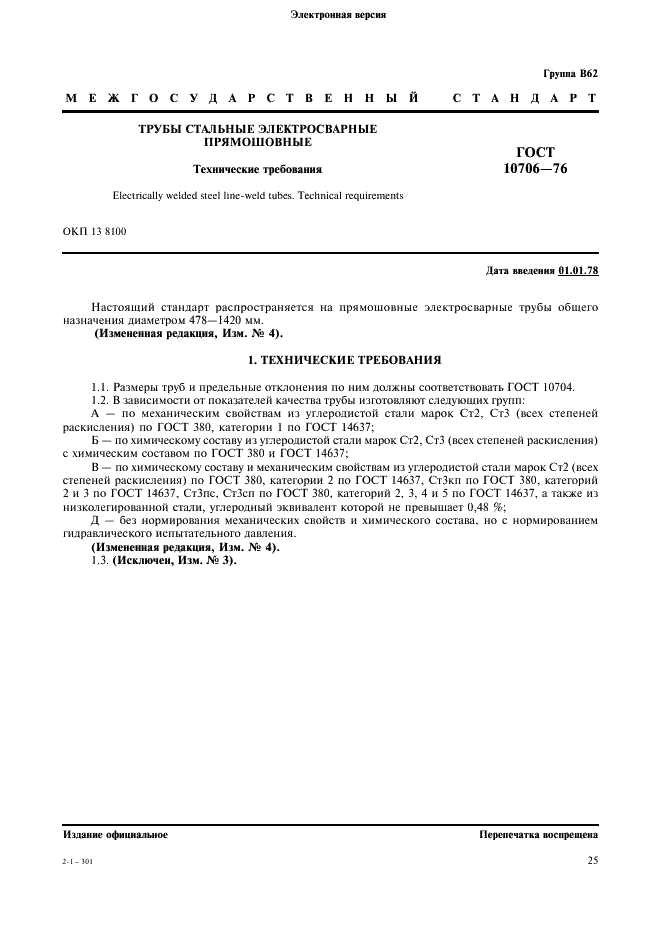 Электронная версия
Группа В62
МЕЖГОСУДАРСТВЕННЫЙ СТАНДАРТ
ТРУБЫ СТАЛЬНЫЕ ЭЛЕКТРОСВАРНЫЕ
ПРЯМОШОВНЫЕ
Технические требования
Electrically welded steel line-weld tubes. Technical requirements
ГОСТ
10706—76
ОКП 13 8100
Дата введения 01.01.78
Настоящий стандарт распространяется на прямошовные электросварные трубы общего
назначения диаметром 478—1420 мм.
(Измененная редакция, Изм. № 4).
1. ТЕХНИЧЕСКИЕ ТРЕБОВАНИЯ
1.1. Размеры труб и предельные отклонения по ним должны соответствовать ГОСТ 10704.
1.2. В зависимости от показателей качества трубы изготовляют следующих групп:
А — по механическим свойствам из углеродистой стали марок Ст2, Ст3 (всех степеней
раскисления) по ГОСТ 380, категории 1 по ГОСТ 14637;
Б — по химическому составу из углеродистой стали марок Ст2, Ст3 (всех степеней раскисления)
с химическим составом по ГОСТ 380 и ГОСТ 14637;
В — по химическому составу и механическим свойствам из углеродистой стали марок Ст2 (всех
степеней раскисления) по ГОСТ 380, категории 2 по ГОСТ 14637, Ст3кп по ГОСТ 380, категорий
2 и 3 по ГОСТ 14637, Ст3пс, Ст3сп по ГОСТ 380, категорий 2, 3, 4 и 5 по ГОСТ 14637, а также из
низколегированной стали, углеродный эквивалент которой не превышает 0,48 %;
Д — без нормирования механических свойств и химического состава, но с нормированием
гидравлического испытательного давления.
(Измененная редакция, Изм. № 4).
1.3. (Исключен, Изм. № 3).
Издание официальное
Перепечатка воспрещена
2-1– 301
25